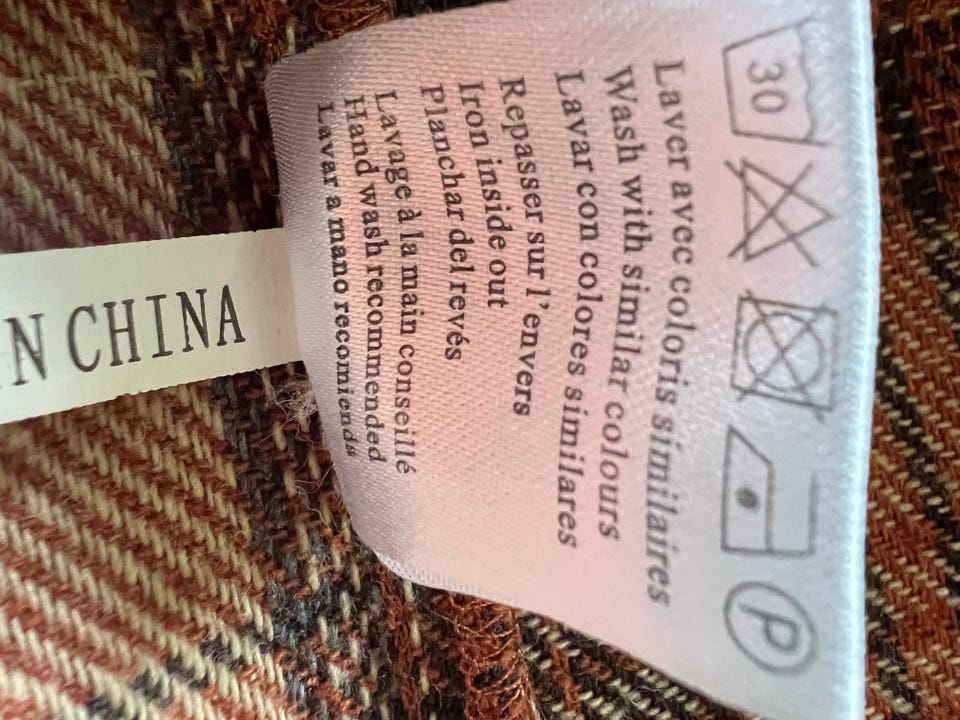 30
P
Laver avec coloris similaires
Wash with similar colours
Lavar con colores similares
Repasser sur l'envers
Iron inside out
Planchar del revés
Lavage à la main conseillé
Hand wash recommended
Lavar a mano recomienda
N CHINA